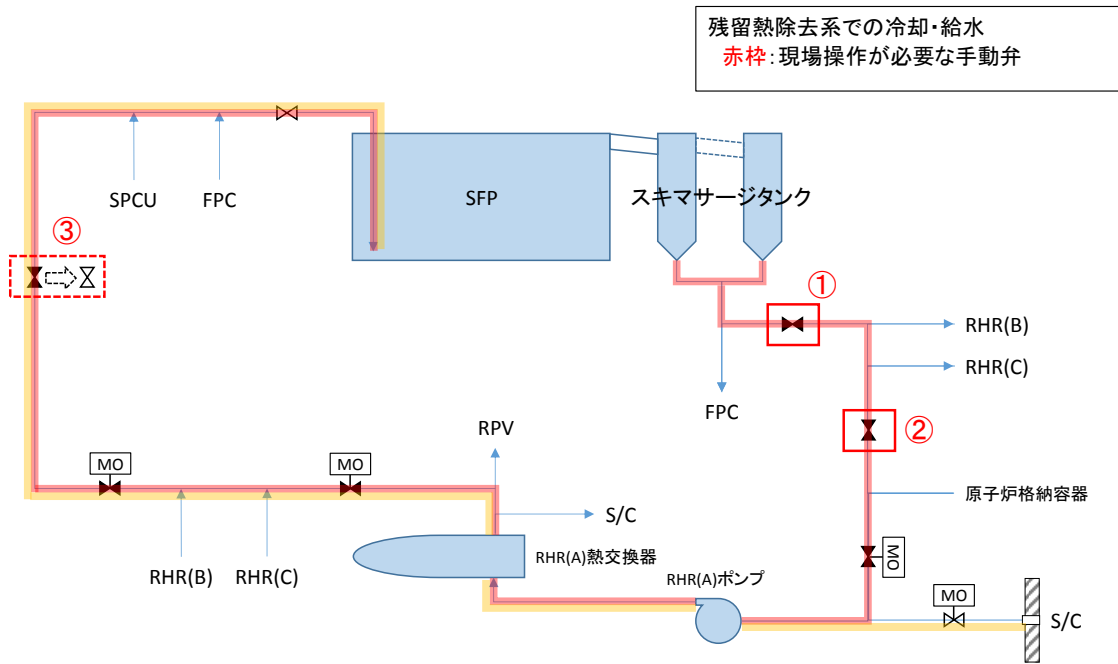 残留熱除去系での冷却・給水
赤枠：現場操作が必要な手動弁
SPCU
FPC
SFP
スキマサージタンク
③
①
RHR(B)
RHR(C)
FPC
②
RPV
MO
MO
原子炉格納容器
S/C
RHR(A)熱交換器
MO
RHR(B)
RHR(C)
RHR(A)ポンプ
MO
S/C